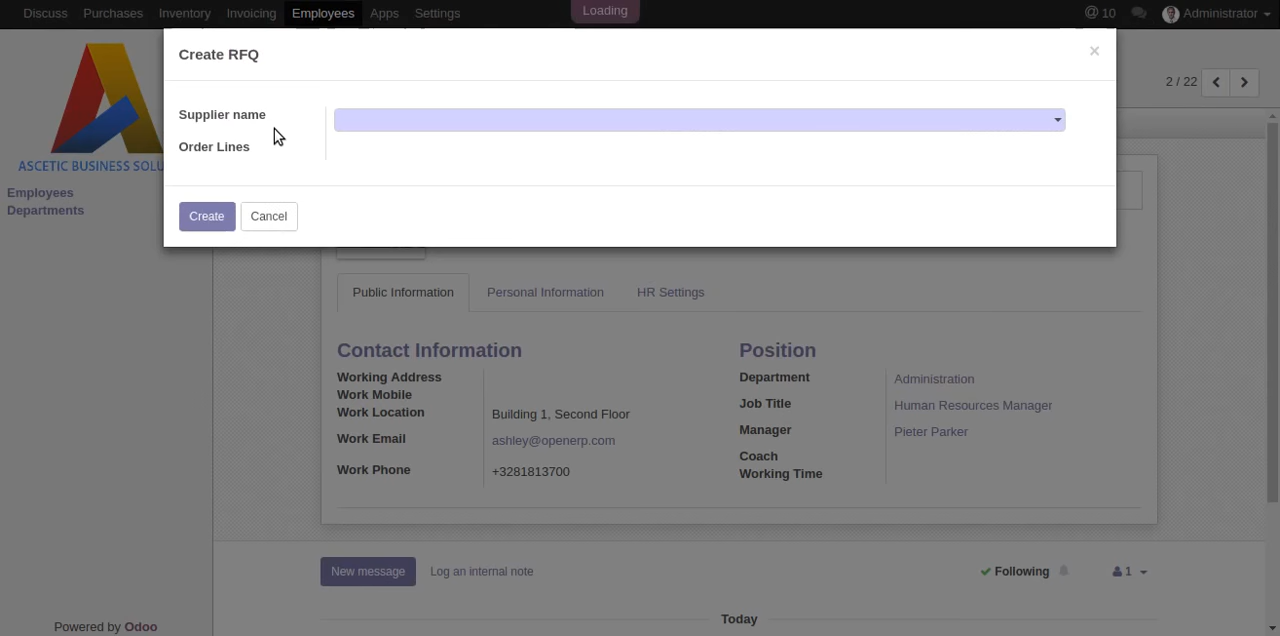 Discuss Purchases Inventory Invoicing Employees Apps Settings Loading @ 10 Administrator
Create RFQ ×
2 / 22
Supplier name
Order Lines
ASCETIC BUSINESS SOLU
Employees
Departments
Create Cancel
Public Information Personal Information HR Settings
Contact Information Position
Working Address Department Administration
Work Mobile
Job Title Human Resources Manager
Work Location Building 1, Second Floor
Manager Pieter Parker
Work Email ashley@openerp.com
Coach
Work Phone +3281813700
Working Time
New message Log an internal note Following 1
Today
Powered by Odoo